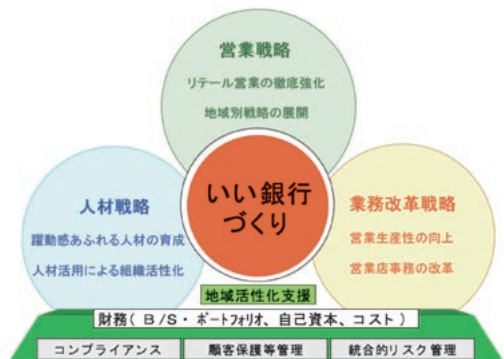 営業戦略
リテール営業の徹底強化
地域別戦略の展開
いい銀行
づくり
人材戦略
躍動感あふれる人材の育成
人材活用による組織活性化
業務改革戦略
営業生産性の向上
営業店事務の改革
地域活性化支援
財務( B/S・ポートフォリオ、自己資本、コスト )
コンプライアンス
顧客保護等管理
統合的リスク管理